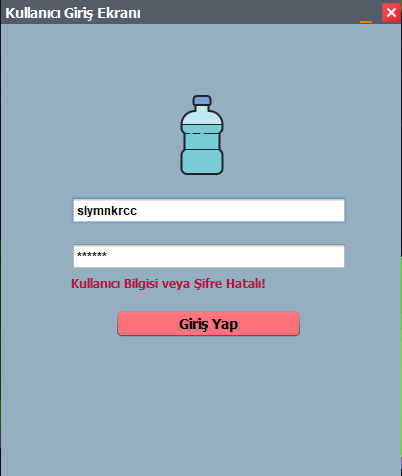 Kullanıcı Giriş Ekranı
slymnkrcc
******
Kullanıcı Bilgisi veya Şifre Hatalı!
Giriş Yap